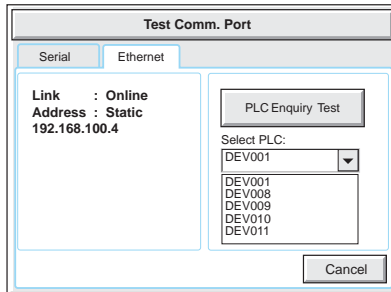 Test Comm. Port
Serial
Ethernet
Link : Online
Address : Static
192.168.100.4
PLC Enquiry Test
Select PLC:
DEV001
DEV001
DEV008
DEV009
DEV010
DEV011
Cancel